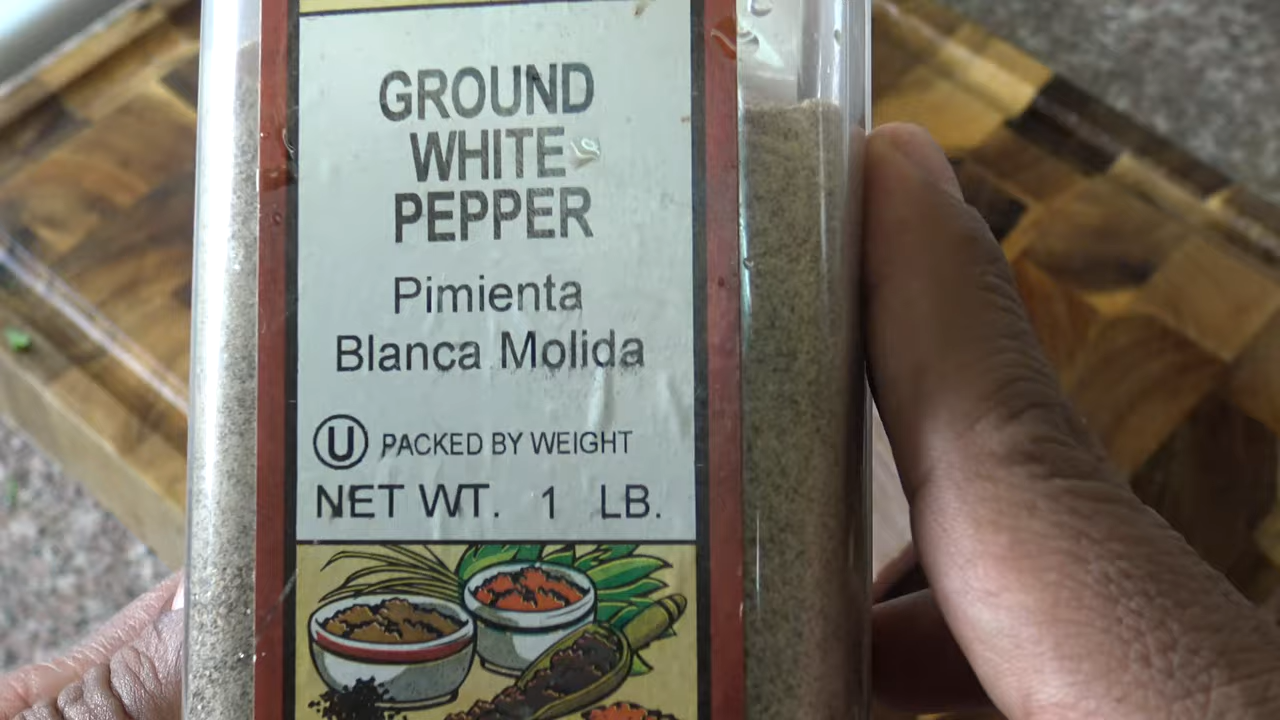 GROUND
WHITE
PEPPER
Pimienta
Blanca Molida
U PACKED BY WEIGHT
NET WT. 1 LB.